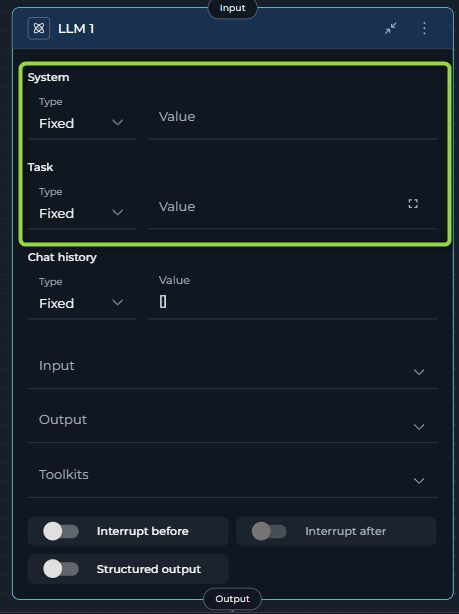 Input
LLM 1
System
Type
Fixed
Value
Task
Type
Fixed
Value
Chat history
Type
Value
Fixed
[]
Input
Output
Toolkits
Interrupt before
Interrupt after
Structured output
Output